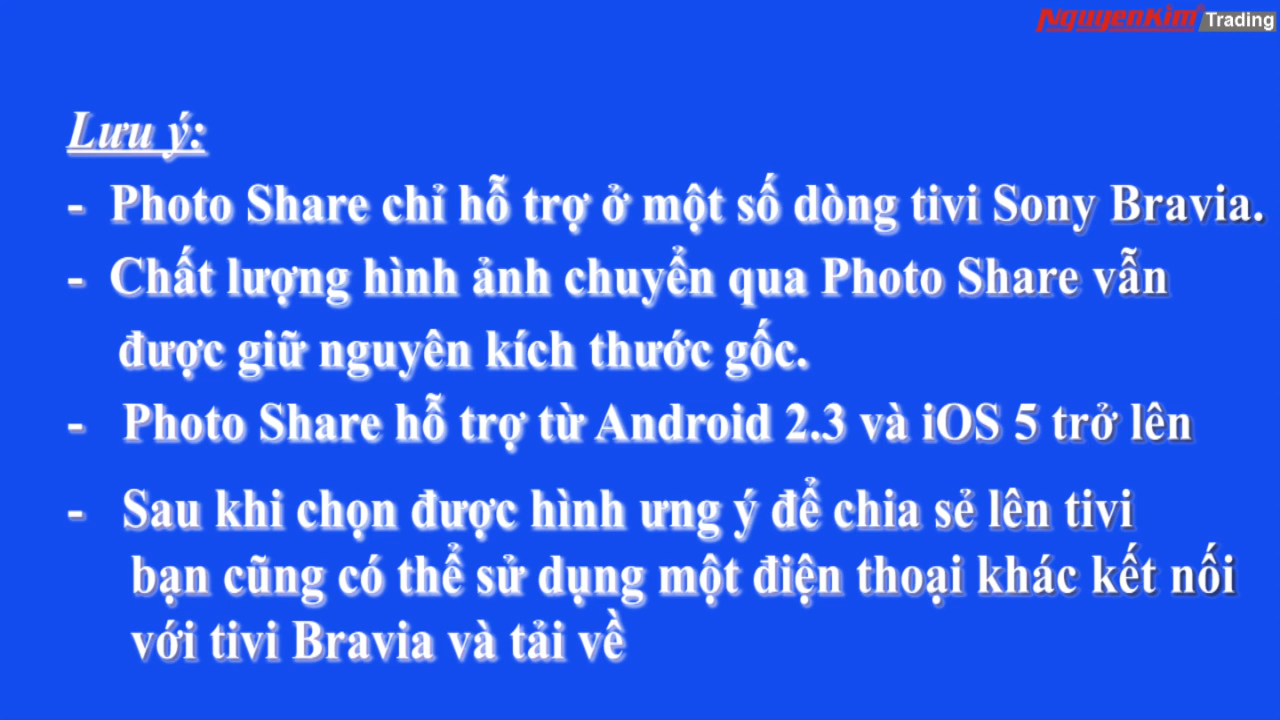 NguyenKim Trading
Lưu ý:
- Photo Share chỉ hỗ trợ ở một số dòng tivi Sony Bravia.
- Chất lượng hình ảnh chuyển qua Photo Share vẫn
được giữ nguyên kích thước gốc.
- Photo Share hỗ trợ từ Android 2.3 và iOS 5 trở lên
- Sau khi chọn được hình ưng ý để chia sẻ lên tivi
bạn cũng có thể sử dụng một điện thoại khác kết nối
với tivi Bravia và tải về